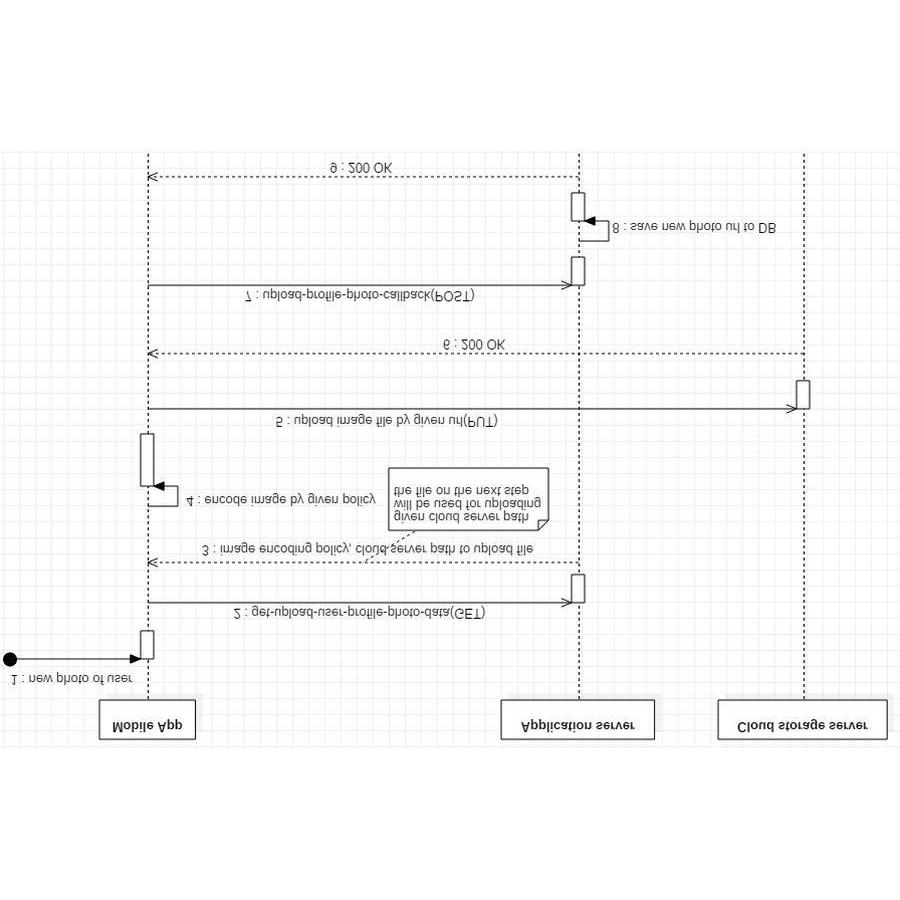 Mobile App
Application server
Cloud storage server
1 : new photo of user
2 : get-upload-user-profile-photo-data(GET)
3 : image encoding policy, cloud server path to upload file
given cloud server path
will be used for uploading
the file on the next step
4 : encode image by given policy
5 : upload image file by given url(PUT)
6 : 200 OK
7 : upload-profile-photo-callback(POST)
8 : save new photo url to DB
9 : 200 OK